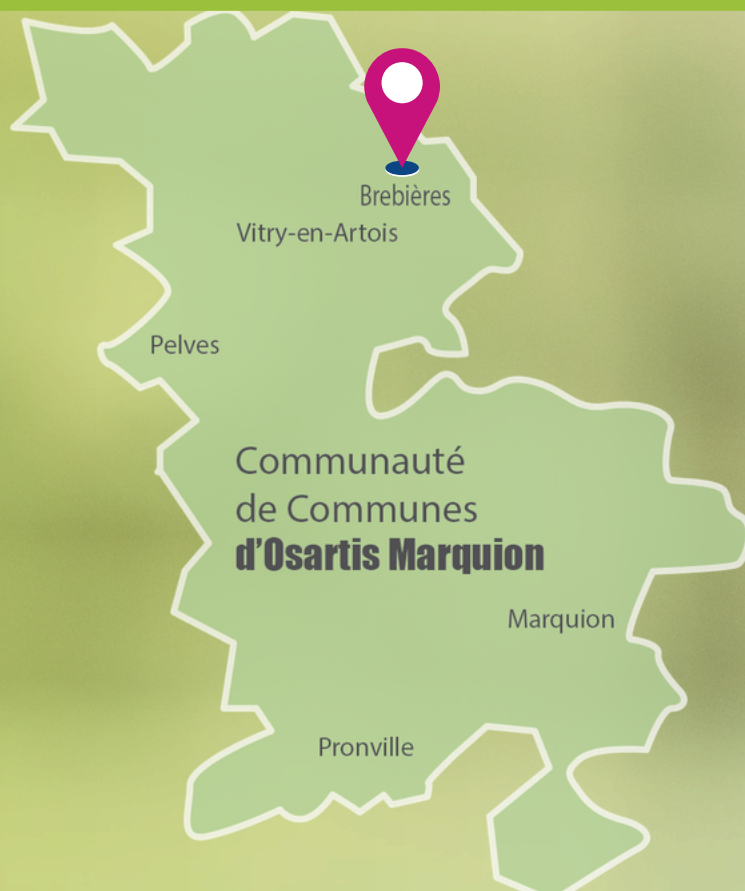 Brebières
Vitry-en-Artois
Pelves
Communauté
de Communes
d'Osartis Marquion
Marquion
Pronville